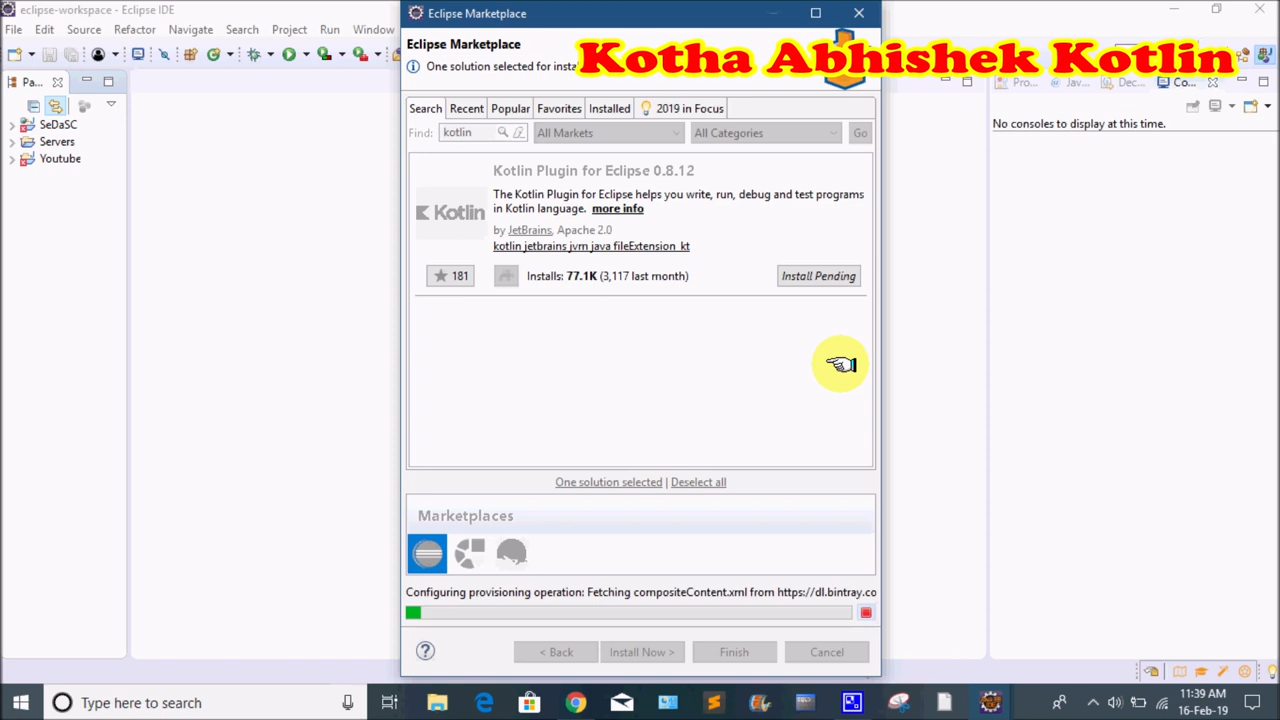 eclipse-workspace - Eclipse IDE
File Edit Source Refactor Navigate Search Project Run Window
Eclipse Marketplace
Kotha Abhishek Kotlin
Eclipse Marketplace
One solution selected for insta
Pa...
SeDaSC
Servers
Youtube
Search Recent Popular Favorites Installed 2019 in Focus
Find: kotlin All Markets All Categories Go
Kotlin Plugin for Eclipse 0.8.12
The Kotlin Plugin for Eclipse helps you write, run, debug and test programs
in Kotlin language. more info
Kotlin
by JetBrains, Apache 2.0
kotlin jetbrains jvm java fileExtension_kt
181 Installs: 77.1K (3,117 last month) Install Pending
One solution selected | Deselect all
Marketplaces
Configuring provisioning operation: Fetching compositeContent.xml from https://dl.bintray.co
< Back Install Now > Finish Cancel
Pro... Jav... Dec... Co...
No consoles to display at this time.
Type here to search
11:39 AM
16-Feb-19